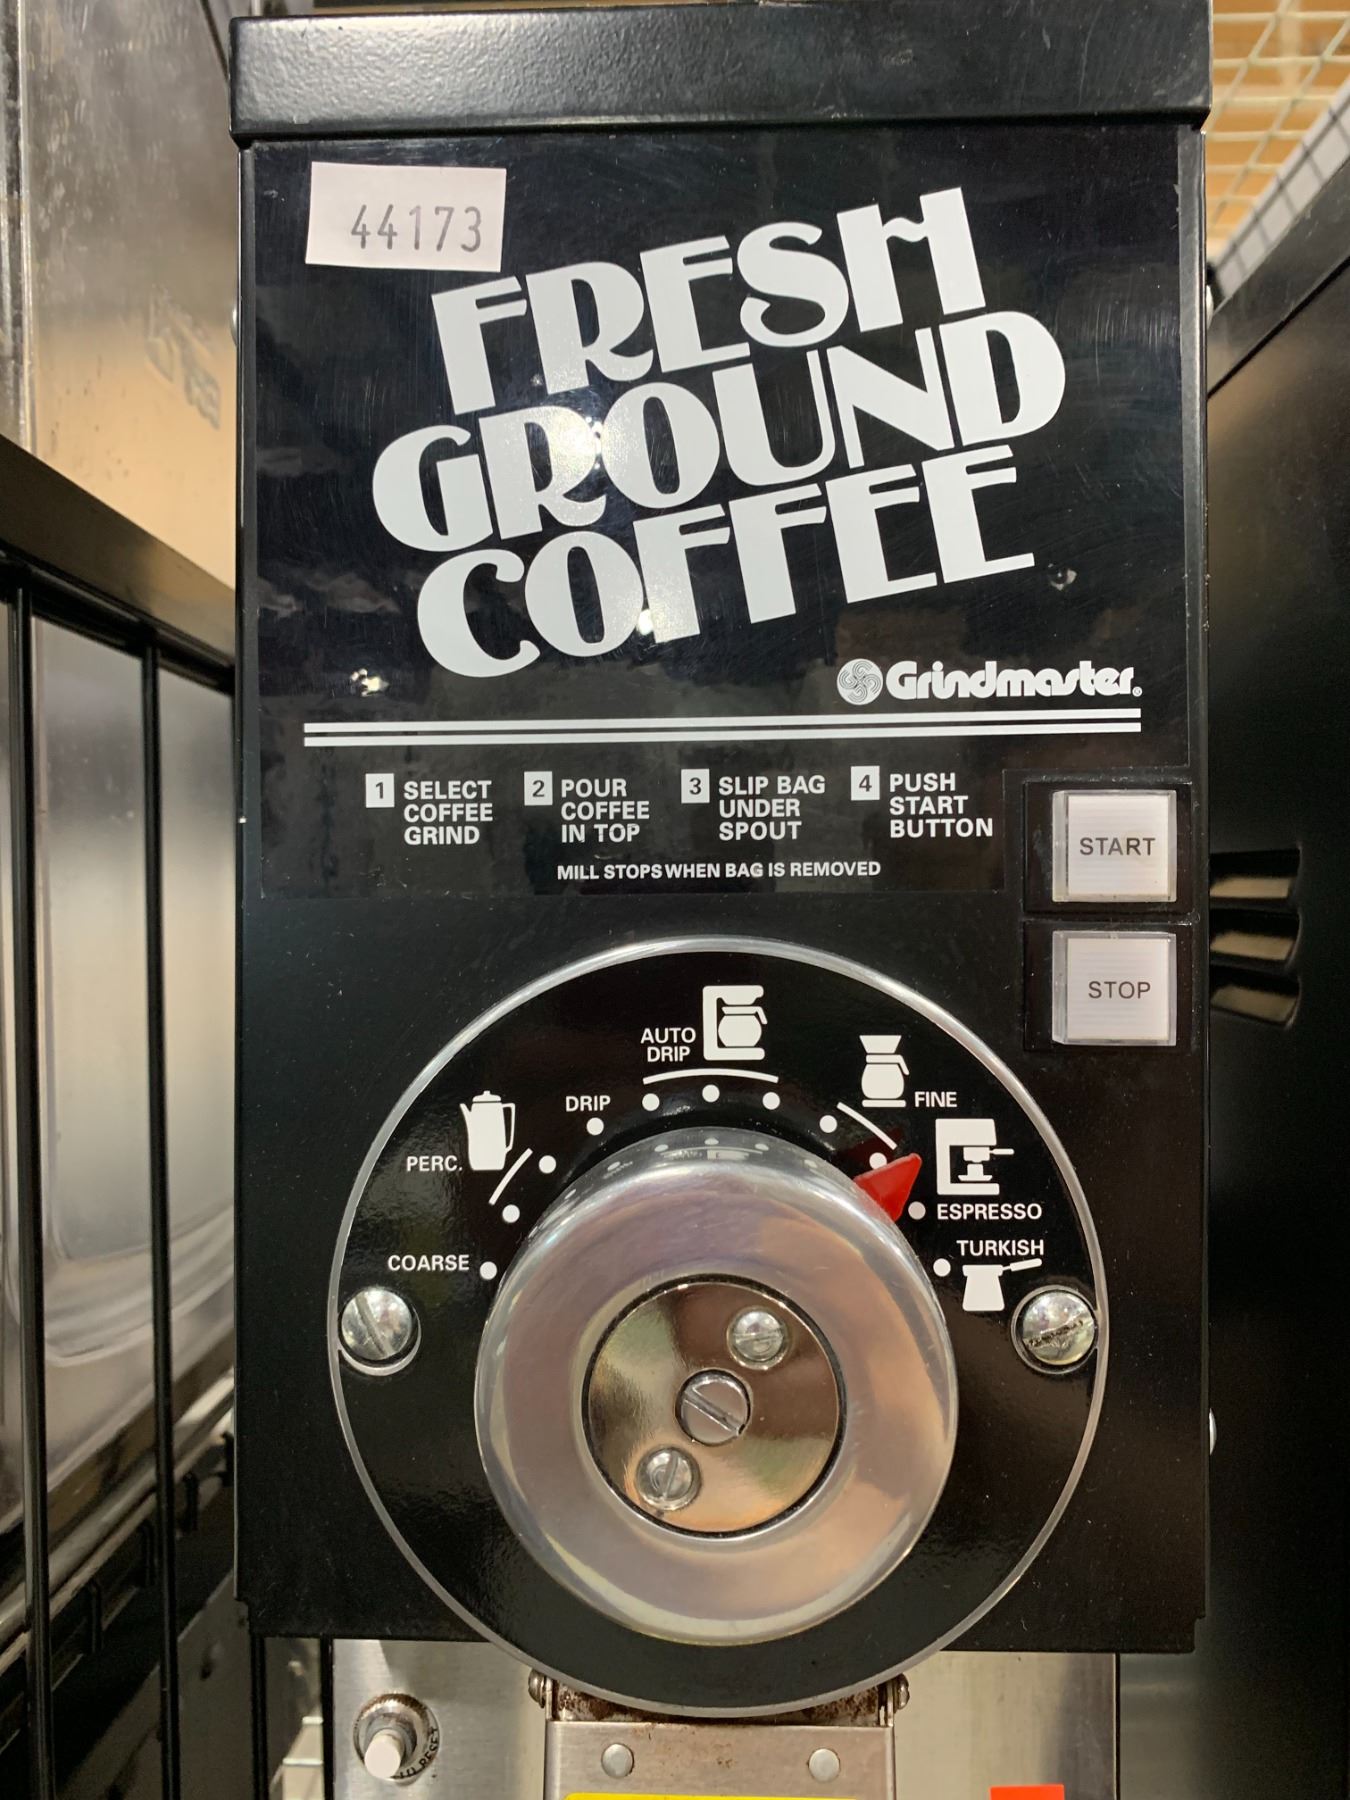 44173
FRESH
GROUND
COFFEE
Grindmaster®
1 SELECT
COFFEE
GRIND
2 POUR
COFFEE
IN TOP
3 SLIP BAG
UNDER
SPOUT
4 PUSH
START
BUTTON
MILL STOPS WHEN BAG IS REMOVED
START
STOP
AUTO
DRIP
DRIP
FINE
PERC.
ESPRESSO
COARSE
TURKISH
RESET